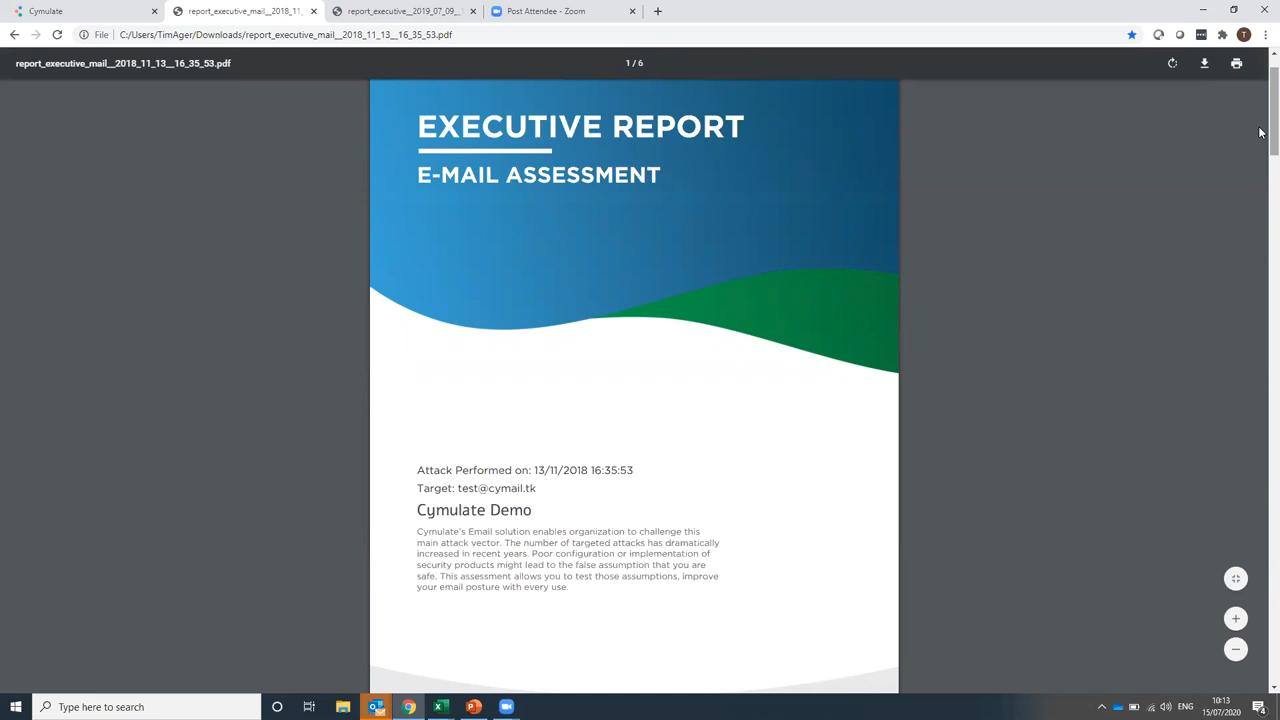 Cymulate
report_executive_mail__2018_11_
report_executive__2019_07_09__1
Post Attendee - Zoom
File
C:/Users/TimAger/Downloads/report_executive_mail__2018_11_13__16_35_53.pdf
T
report_executive_mail__2018_11_13__16_35_53.pdf
1 / 6
EXECUTIVE REPORT
E-MAIL ASSESSMENT
Attack Performed on: 13/11/2018 16:35:53
Target: test@cymail.tk
Cymulate Demo
Cymulate's Email solution enables organization to challenge this
main attack vector. The number of targeted attacks has dramatically
increased in recent years. Poor configuration or implementation of
security products might lead to the false assumption that you are
safe. This assessment allows you to test those assumptions, improve
your email posture with every use.
Type here to search
ENG
10:13
15/07/2020
4